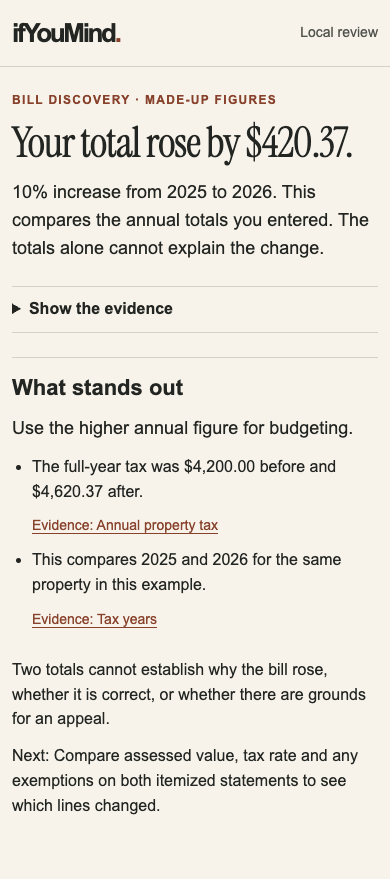 ifYouMind.
Local review
BILL DISCOVERY · MADE-UP FIGURES
Your total rose by $420.37.
10% increase from 2025 to 2026. This
compares the annual totals you entered. The
totals alone cannot explain the change.
Show the evidence
What stands out
Use the higher annual figure for budgeting.
The full-year tax was $4,200.00 before and
$4,620.37 after.
Evidence: Annual property tax
This compares 2025 and 2026 for the same
property in this example.
Evidence: Tax years
Two totals cannot establish why the bill rose,
whether it is correct, or whether there are grounds
for an appeal.
Next: Compare assessed value, tax rate and any
exemptions on both itemized statements to see
which lines changed.